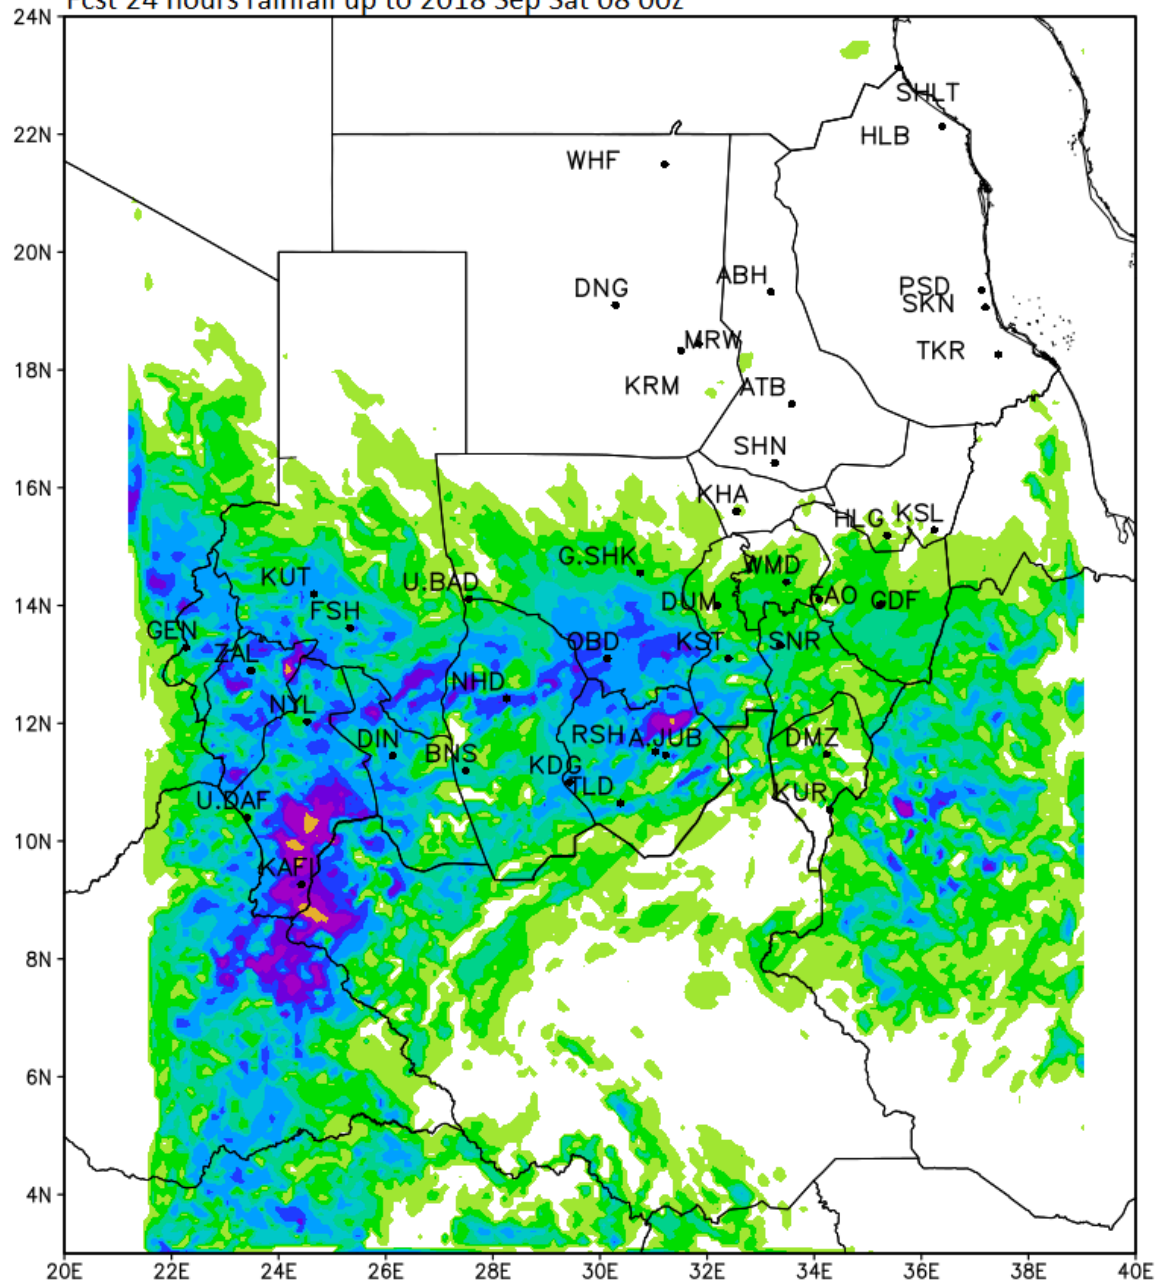 Fcst 24 hours rainfall up to 2018 Sep Sat 08 00z
24N
SHLT
22N
HLB
WHF
20N
ABH
DNG
PSD
SKN
MRW
TKR
18N
KRM
ATB
SHN
16N
KHA
HLG
KSL
G.SHK
WMD
KUT
U.BAD
14N
FSH
DUM
FAO
GDF
GEN
OBD
KST
SNR
ZAL
NHD
12N
NYL
DIN
RSH
A.JUB
DMZ
BNS
KDG
TLD
KUR
U.DAF
10N
KAFI
8N
6N
4N
20E 22E 24E 26E 28E 30E 32E 34E 36E 38E 40E